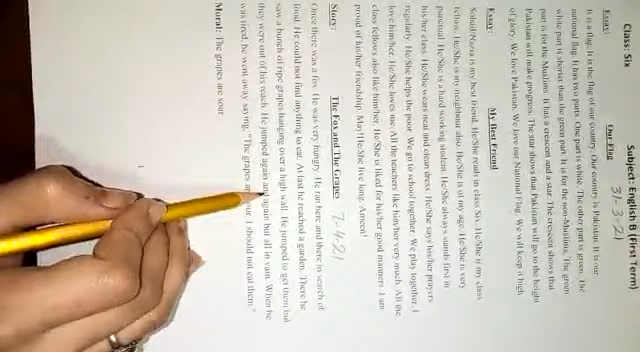 Class: Six Subject: English B (First Term)
Essay: Our Flag 31-3-21
It is a flag. It is the flag of our country. Our country is Pakistan. It is our
national flag. It has two parts. One part is white. The other part is green. The
white part is shorter than the green part. It is for the non-Muslims. The green
part is for the Muslims. It has a crescent and a star. The crescent shows that
Pakistan will make progress. The star shows that Pakistan will go to the height
of glory. We love Pakistan. We love our National Flag. We will keep it high.
Essay: My Best Friend
Sohail/Nazia is my best friend. He/She reads in class Six. He/She is my class
fellow. He/She is my neighbour also. He/She is of my age. He/She is very
punctual. He/She is a hard working student. He/She always stands first in
his/her class. He/She wears neat and clean dress. He/She says his/her prayers
regularly. He/She helps the poor. We go to school together. We play together. I
love him/her. He/She loves me. All the teachers like him/her very much. All the
class fellows also like him/her. He/She is liked for his/her good manners. I am
proud of his/her friendship. May!!He/She live long. Ameen!
Story: The Fox and The Grapes 7-4-21
Once there was a fox. He was very hungry. He ran here and there in search of
food. He could not find anything to eat. At last he reached a garden. There he
saw a bunch of ripe grapes hanging over a high wall. He jumped to get them but
they were out of his reach. He jumped again and again but all in vain. When he
was tired, he went away saying, "The grapes are sour. I should not eat them."
Moral: The grapes are sour.
1